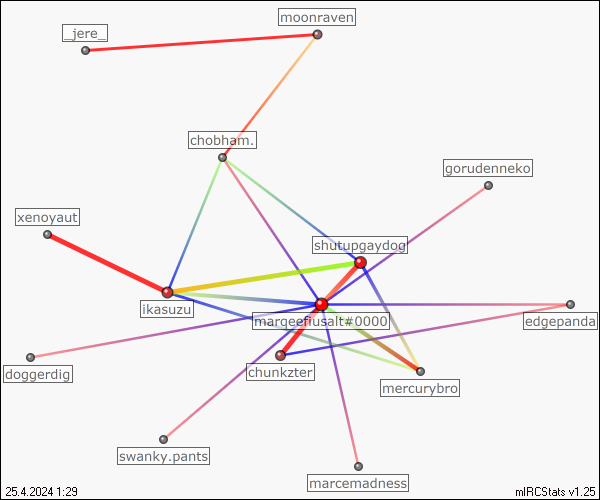 moonraven
_jere_
chobham.
gorudenneko
xenoyaut
shutupgaydog
ikasuzu
margeefiusalt#0000
edgepanda
doggerdig
chunkzter
mercurybro
swanky.pants
marcemadness
25.4.2024 1:29
mIRCStats v1.25